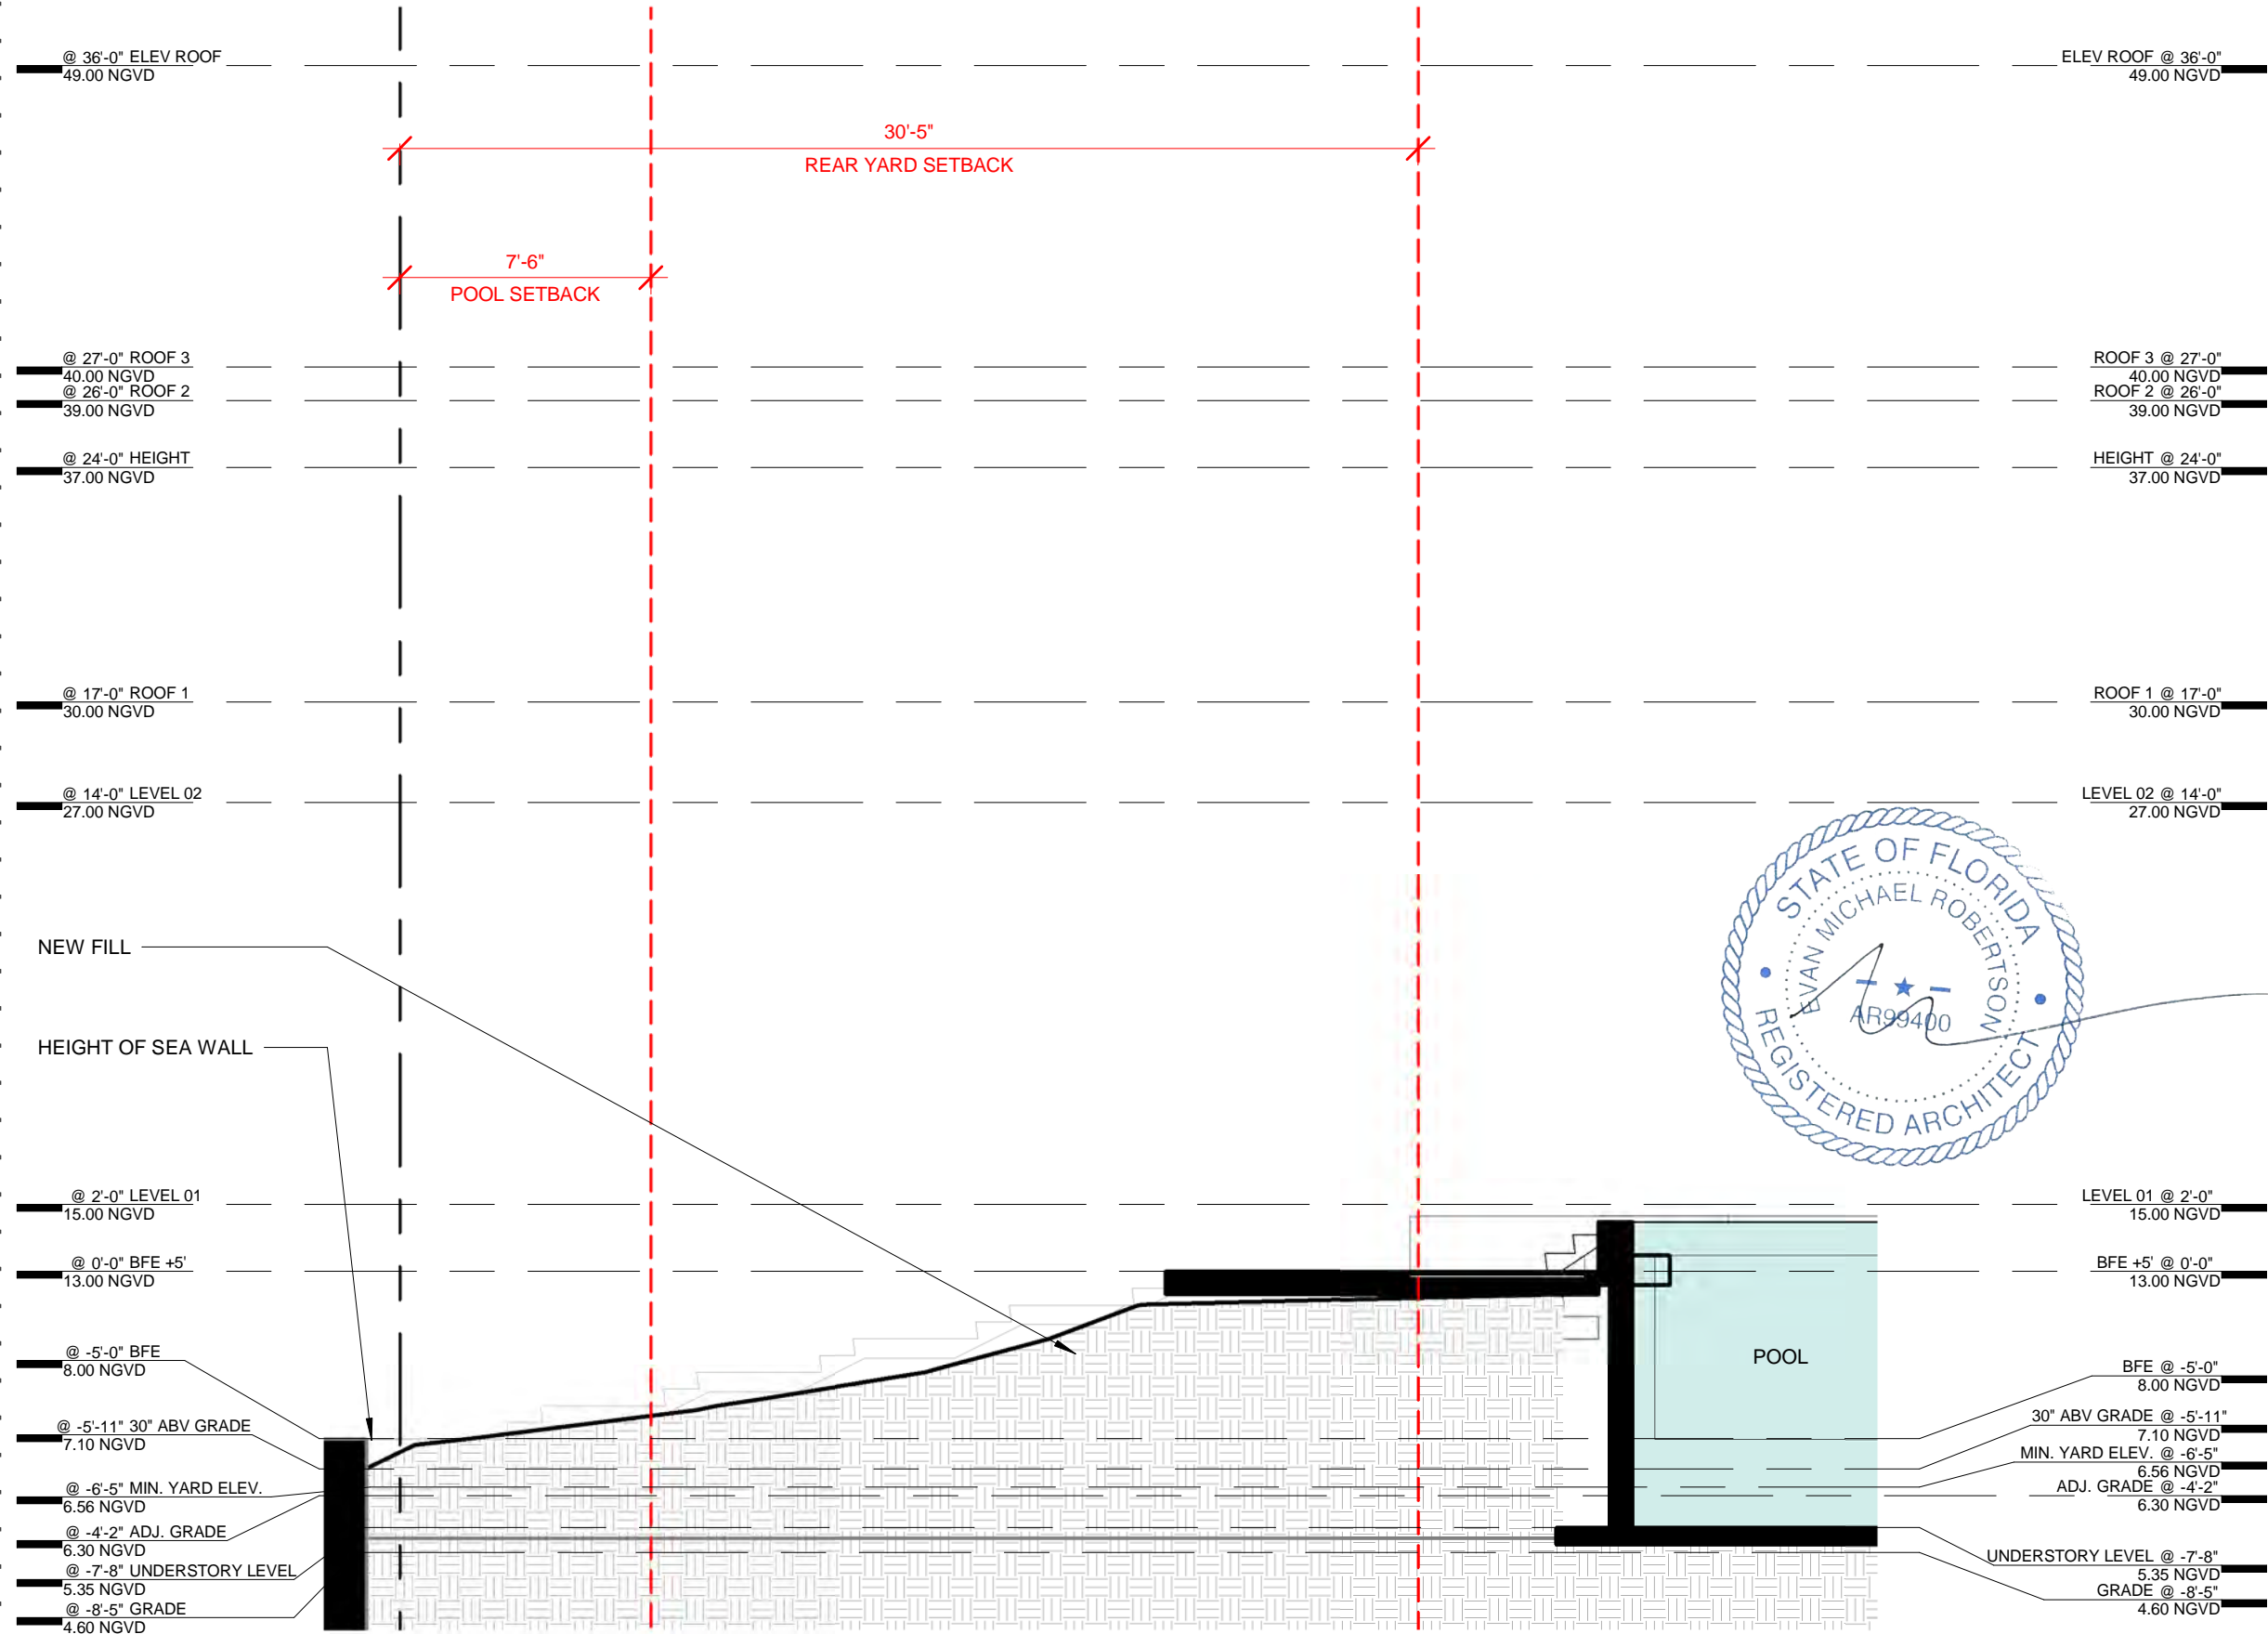 @ 36'-0" ELEV ROOF
49.00 NGVD
ELEV ROOF @ 36'-0"
49.00 NGVD
30'-5"
REAR YARD SETBACK
7'-6"
POOL SETBACK
@ 27'-0" ROOF 3
40.00 NGVD
@ 26'-0" ROOF 2
39.00 NGVD
@ 24'-0" HEIGHT
37.00 NGVD
ROOF 3 @ 27'-0"
40.00 NGVD
ROOF 2 @ 26'-0"
39.00 NGVD
HEIGHT @ 24'-0"
37.00 NGVD
@ 17'-0" ROOF 1
30.00 NGVD
ROOF 1 @ 17'-0"
30.00 NGVD
@ 14'-0" LEVEL 02
27.00 NGVD
LEVEL 02 @ 14'-0"
27.00 NGVD
STATE OF FLORIDA
EVAN MICHAEL ROBERTSON
AR99400
REGISTERED ARCHITECT
NEW FILL
HEIGHT OF SEA WALL
@ 2'-0" LEVEL 01
15.00 NGVD
LEVEL 01 @ 2'-0"
15.00 NGVD
@ 0'-0" BFE +5'
13.00 NGVD
BFE +5' @ 0'-0"
13.00 NGVD
POOL
@ -5'-0" BFE
8.00 NGVD
@ -5'-11" 30" ABV GRADE
7.10 NGVD
@ -6'-5" MIN. YARD ELEV.
6.56 NGVD
@ -4'-2" ADJ. GRADE
6.30 NGVD
@ -7'-8" UNDERSTORY LEVEL
5.35 NGVD
@ -8'-5" GRADE
4.60 NGVD
BFE @ -5'-0"
8.00 NGVD
30" ABV GRADE @ -5'-11"
7.10 NGVD
MIN. YARD ELEV. @ -6'-5"
6.56 NGVD
ADJ. GRADE @ -4'-2"
6.30 NGVD
UNDERSTORY LEVEL @ -7'-8"
5.35 NGVD
GRADE @ -8'-5"
4.60 NGVD